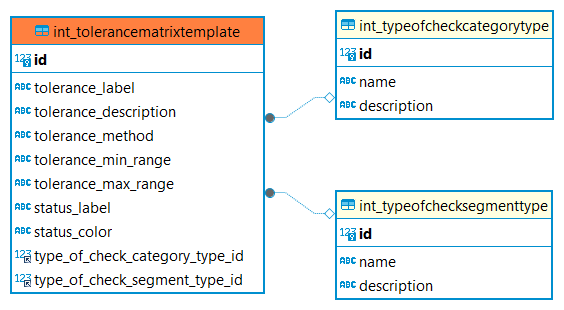 int_tolerancematrixtemplate
123 id
ABC tolerance_label
ABC tolerance_description
ABC tolerance_method
ABC tolerance_min_range
ABC tolerance_max_range
ABC status_label
ABC status_color
123 type_of_check_category_type_id
123 type_of_check_segment_type_id
int_typeofcheckcategorytype
123 id
ABC name
ABC description
int_typeofchecksegmenttype
123 id
ABC name
ABC description